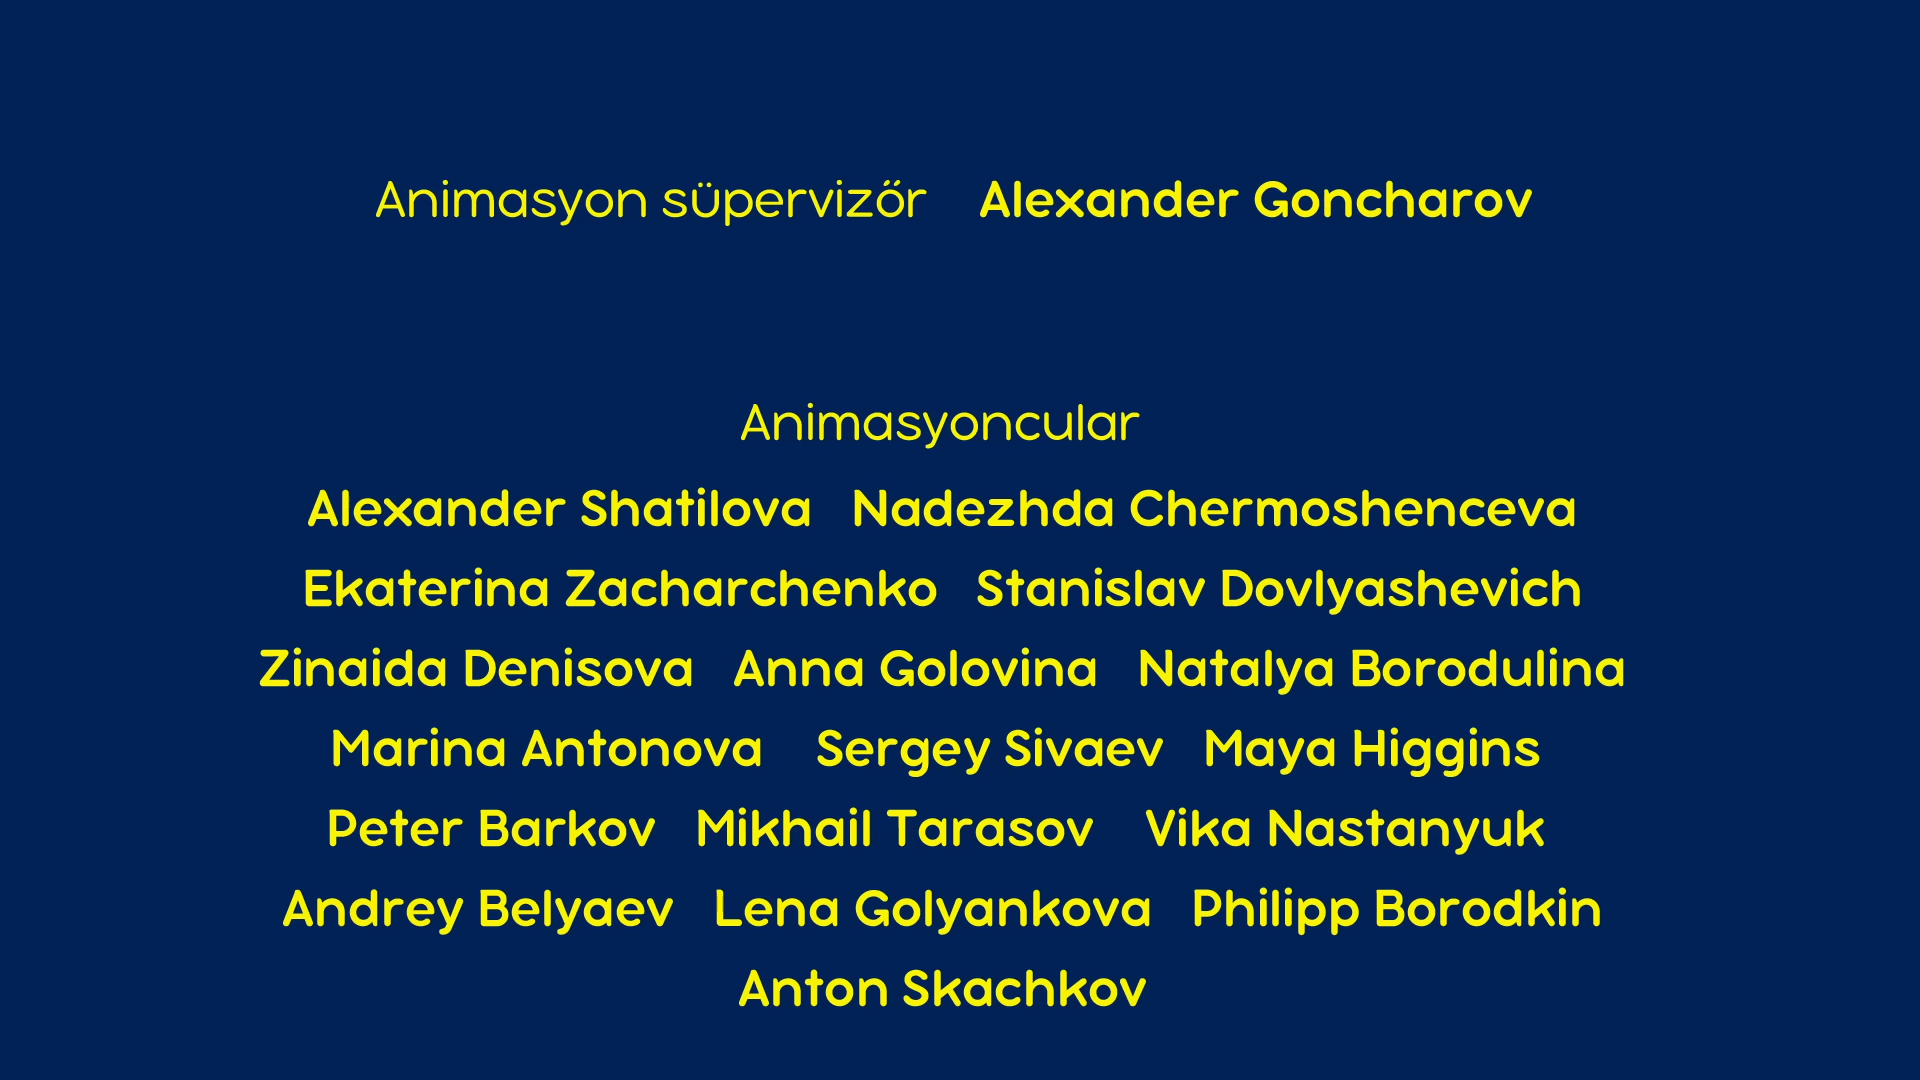 Animasyon süpervizőr Alexander Goncharov
Animasyoncular
Alexander Shatilova Nadezhda Chermoshenceva
Ekaterina Zacharchenko Stanislav Dovlyashevich
Zinaida Denisova Anna Golovina Natalya Borodulina
Marina Antonova Sergey Sivaev Maya Higgins
Peter Barkov Mikhail Tarasov Vika Nastanyuk
Andrey Belyaev Lena Golyankova Philipp Borodkin
Anton Skachkov